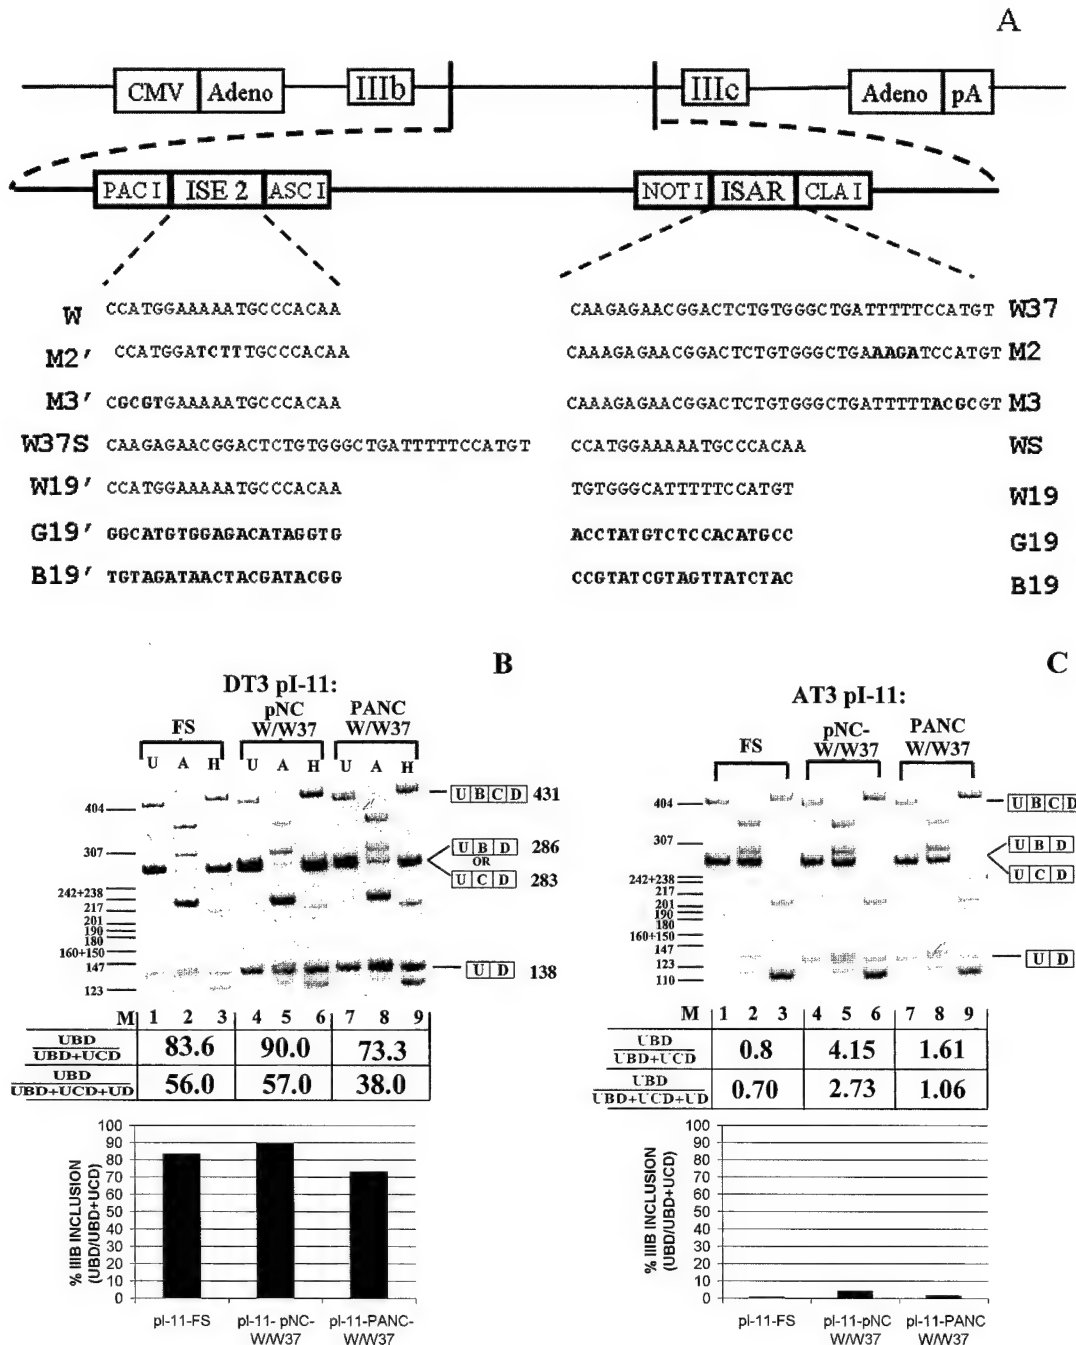 A
CMV Adeno IIIb IIIc Adeno pA
PAC I ISE 2 ASC I NOT I ISAR CLA I
W CCATGGAAAAATGCCCACAA CAAGAGAACGGACTCTGTGGGCTGATTTTTCCATGT W37
M2' CCATGGATCTTTGCCCACAA CAAAGAGAACGGACTCTGTGGGCTGAAAGATCCATGT M2
M3' CGCGTGAAAAATGCCCACAA CAAAGAGAACGGACTCTGTGGGCTGATTTTTACGCGT M3
W37S CAAGAGAACGGACTCTGTGGGCTGATTTTTCCATGT CCATGGAAAAATGCCCACAA WS
W19' CCATGGAAAAATGCCCACAA TGTGGGCATTTTTCCATGT W19
G19' GGCATGTGGAGACATAGGTG ACCTATGTCTCCACATGCC G19
B19' TGTAGATAACTACGATACGG CCGTATCGTAGTTATCTAC B19
B
DT3 pI-11:
FS pNC W/W37 PANC W/W37
U A H U A H U A H
404
307
242+238
217
201
190
180
160+150
147
123
U B C D 431
U B D 286
OR
U C D 283
U D 138
M 1 2 3 4 5 6 7 8 9
UBD
UBD+UCD
83.6 90.0 73.3
UBD
UBD+UCD+UD
56.0 57.0 38.0
% IIIB INCLUSION
(UBD/UBD+UCD)
100
90
80
70
60
50
40
30
20
10
0
pI-11-FS pI-11- pNC-W/W37 pI-11-PANC-W/W37
C
AT3 pI-11:
FS pNC-W/W37 PANC W/W37
404
307
242+238
217
201
190
180
160+150
147
123
110
U B C D
U B D
U C D
U D
M 1 2 3 4 5 6 7 8 9
UBD
UBD+UCD
0.8 4.15 1.61
UBD
UBD+UCD+UD
0.70 2.73 1.06
% IIIB INCLUSION
(UBD/UBD+UCD)
100
90
80
70
60
50
40
30
20
10
0
pI-11-FS pI-11-pNC W/W37 pI-11-PANC W/W37